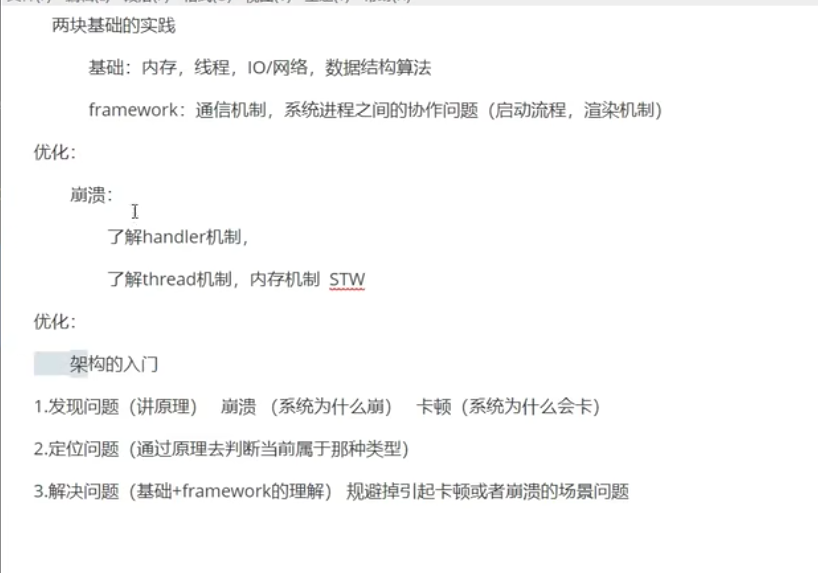 两块基础的实践
基础：内存，线程，IO/网络，数据结构算法
framework：通信机制，系统进程之间的协作问题（启动流程，渲染机制）
优化：
崩溃：
了解handler机制，
了解thread机制，内存机制 STW
优化：
架构的入门
1.发现问题（讲原理） 崩溃 （系统为什么崩） 卡顿（系统为什么会卡）
2.定位问题（通过原理去判断当前属于那种类型）
3.解决问题（基础+framework的理解） 规避掉引起卡顿或者崩溃的场景问题